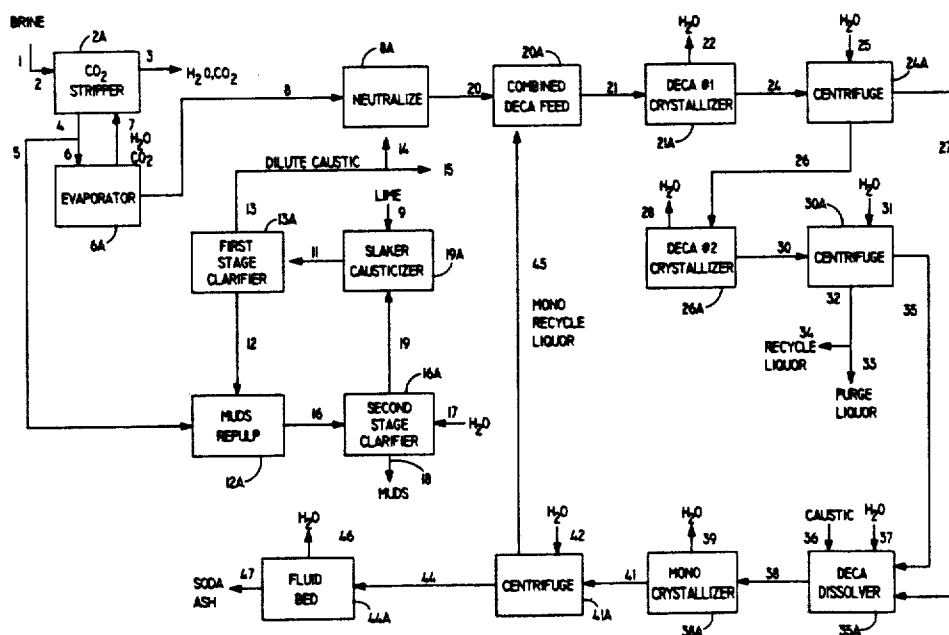 BRINE
1
2
2A
CO2
STRIPPER
3
H2O,CO2
4
7
H2O
CO2
5
6
EVAPORATOR
6A
8
8A
NEUTRALIZE
14
DILUTE CAUSTIC
15
20
20A
COMBINED
DECA FEED
21
H2O
22
DECA #1
CRYSTALLIZER
21A
24
H2O
25
24A
CENTRIFUGE
27
26
13
13A
FIRST
STAGE
CLARIFIER
11
LIME
9
SLAKER
CAUSTICIZER
19A
12
19
MUDS
REPULP
12A
16
16A
SECOND
STAGE
CLARIFIER
17
H2O
18
MUDS
45
MONO
RECYCLE
LIQUOR
H2O
28
DECA #2
CRYSTALLIZER
26A
30
30A
H2O
31
CENTRIFUGE
32
35
34
RECYCLE
LIQUOR
33
PURGE
LIQUOR
CAUSTIC
36
H2O
37
DECA
DISSOLVER
35A
38
H2O
39
MONO
CRYSTALLIZER
38A
41
H2O
42
CENTRIFUGE
41A
44
H2O
46
FLUID
BED
44A
47
SODA
ASH